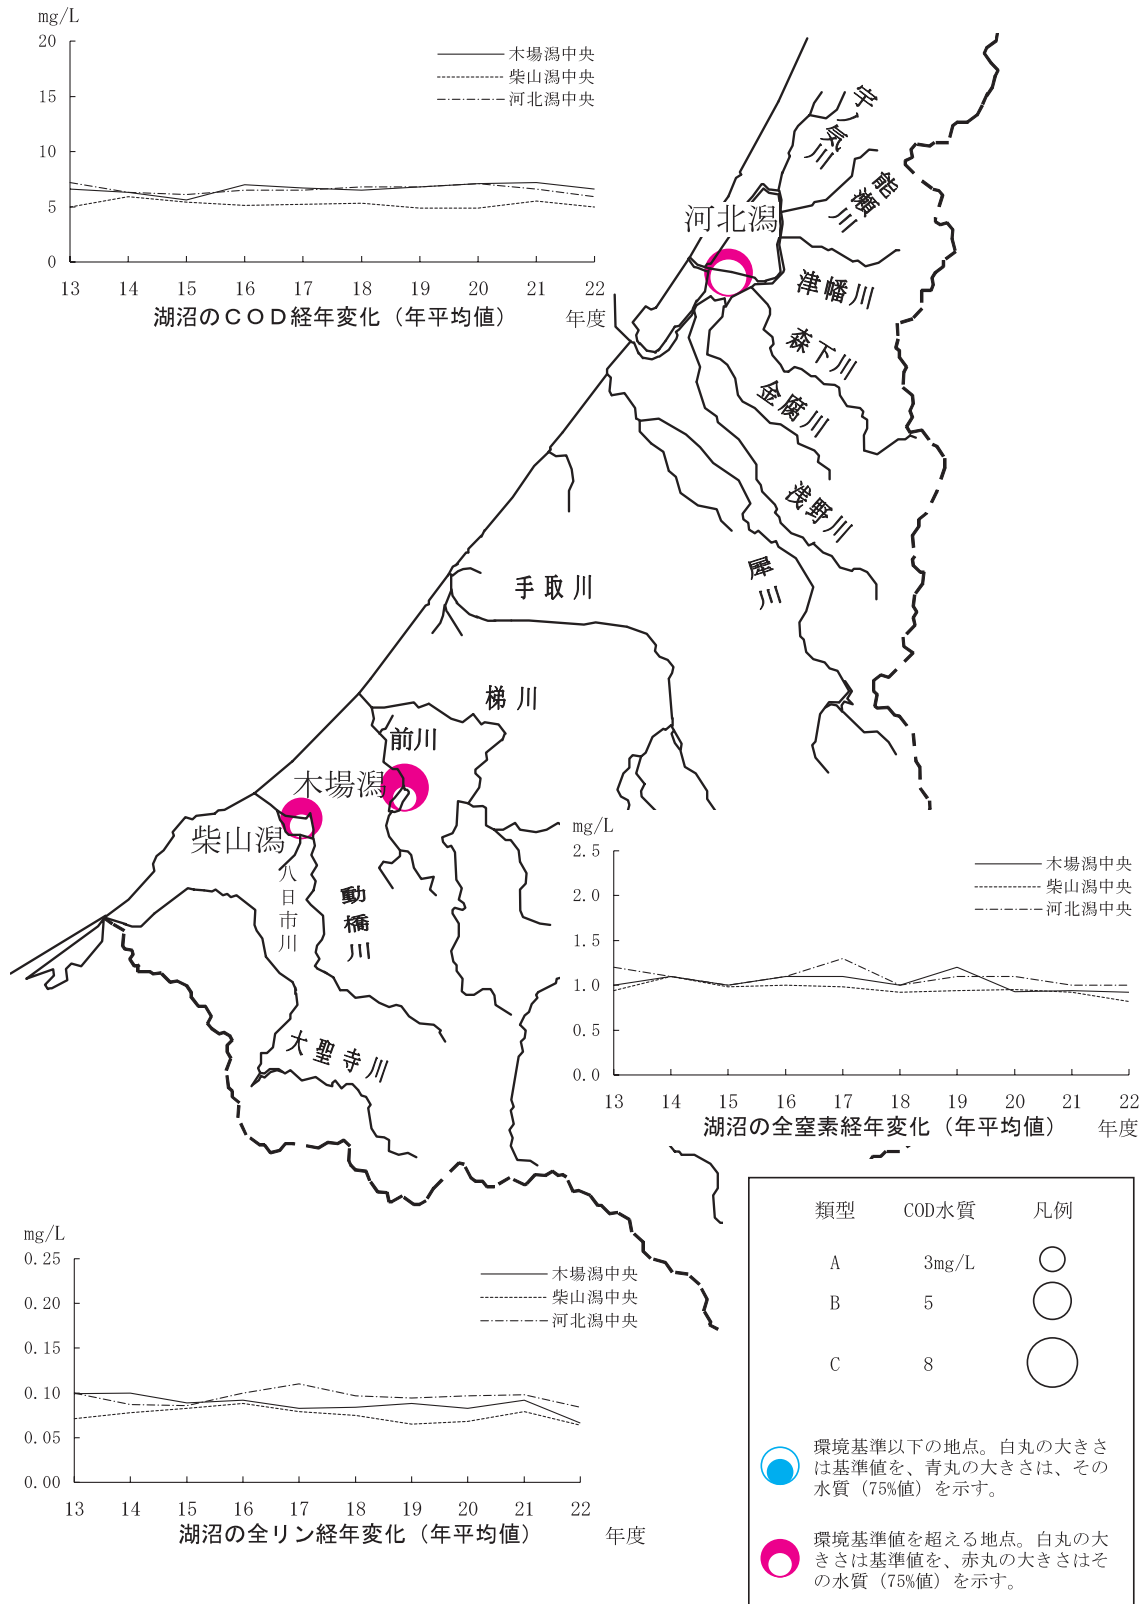 mg/L
20
15
10
5
0
木場潟中央
柴山潟中央
河北潟中央
13 14 15 16 17 18 19 20 21 22
湖沼のCOD経年変化（年平均値） 年度
宇ノ気川
能瀬川
河北潟
津幡川
森下川
金腐川
浅野川
犀川
手取川
梯川
前川
木場潟
柴山潟
八日市川
動橋川
大聖寺川
mg/L
2.5
2.0
1.5
1.0
0.5
0.0
木場潟中央
柴山潟中央
河北潟中央
13 14 15 16 17 18 19 20 21 22
湖沼の全窒素経年変化（年平均値） 年度
mg/L
0.25
0.20
0.15
0.10
0.05
0.00
木場潟中央
柴山潟中央
河北潟中央
13 14 15 16 17 18 19 20 21 22
湖沼の全リン経年変化（年平均値） 年度
類型 COD水質 凡例
A 3mg/L
B 5
C 8
環境基準以下の地点。白丸の大きさ
は基準値を、青丸の大きさは、その
水質（75%値）を示す。
環境基準値を超える地点。白丸の大
きさは基準値を、赤丸の大きさはそ
の水質（75%値）を示す。